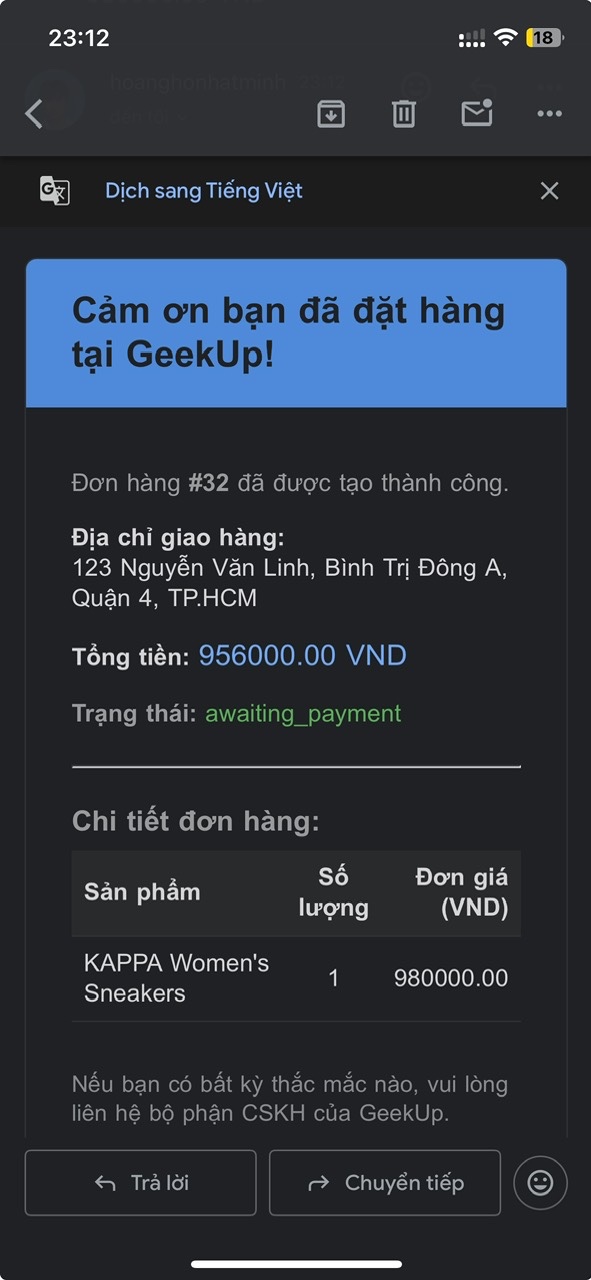 23:12
18
Dịch sang Tiếng Việt
Cảm ơn bạn đã đặt hàng
tại GeekUp!
Đơn hàng #32 đã được tạo thành công.
Địa chỉ giao hàng:
123 Nguyễn Văn Linh, Bình Trị Đông A,
Quận 4, TP.HCM
Tổng tiền: 956000.00 VND
Trạng thái: awaiting_payment
Chi tiết đơn hàng:
Sản phẩm Số lượng Đơn giá (VND)
KAPPA Women's
Sneakers 1 980000.00
Nếu bạn có bất kỳ thắc mắc nào, vui lòng
liên hệ bộ phận CSKH của GeekUp.
Trả lời Chuyển tiếp